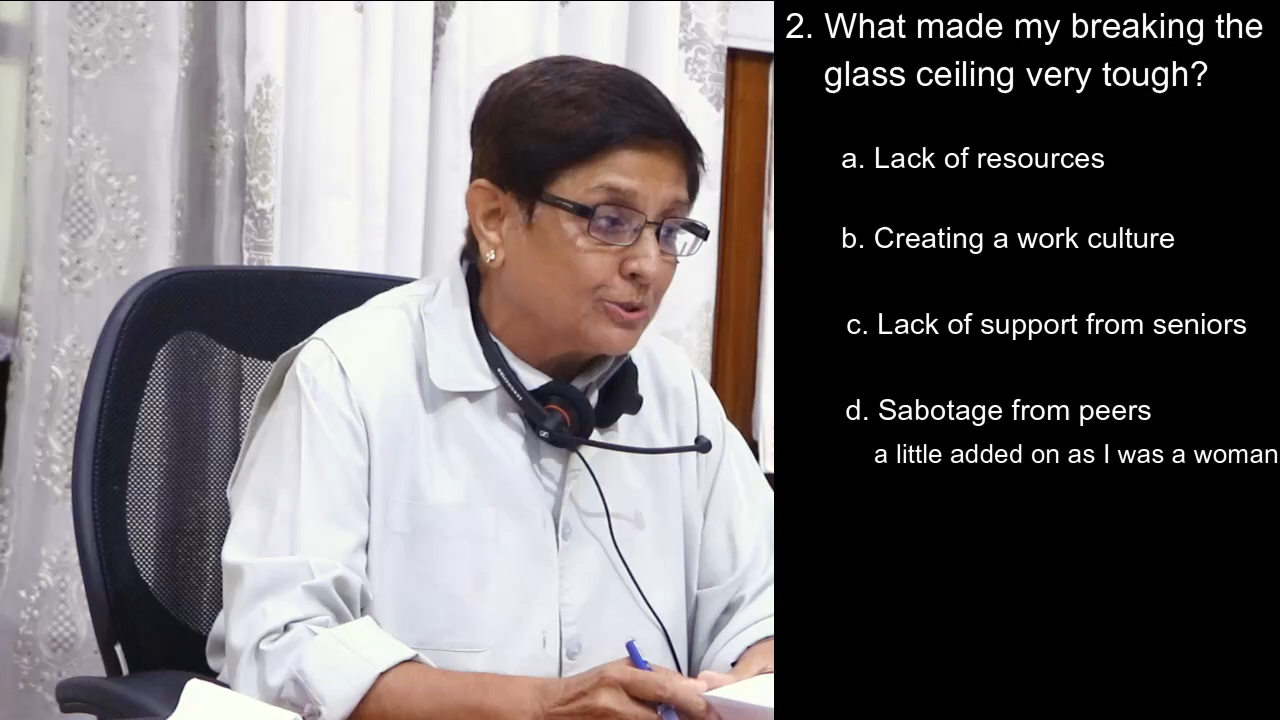 2. What made my breaking the
glass ceiling very tough?
a. Lack of resources
b. Creating a work culture
c. Lack of support from seniors
d. Sabotage from peers
a little added on as I was a woman